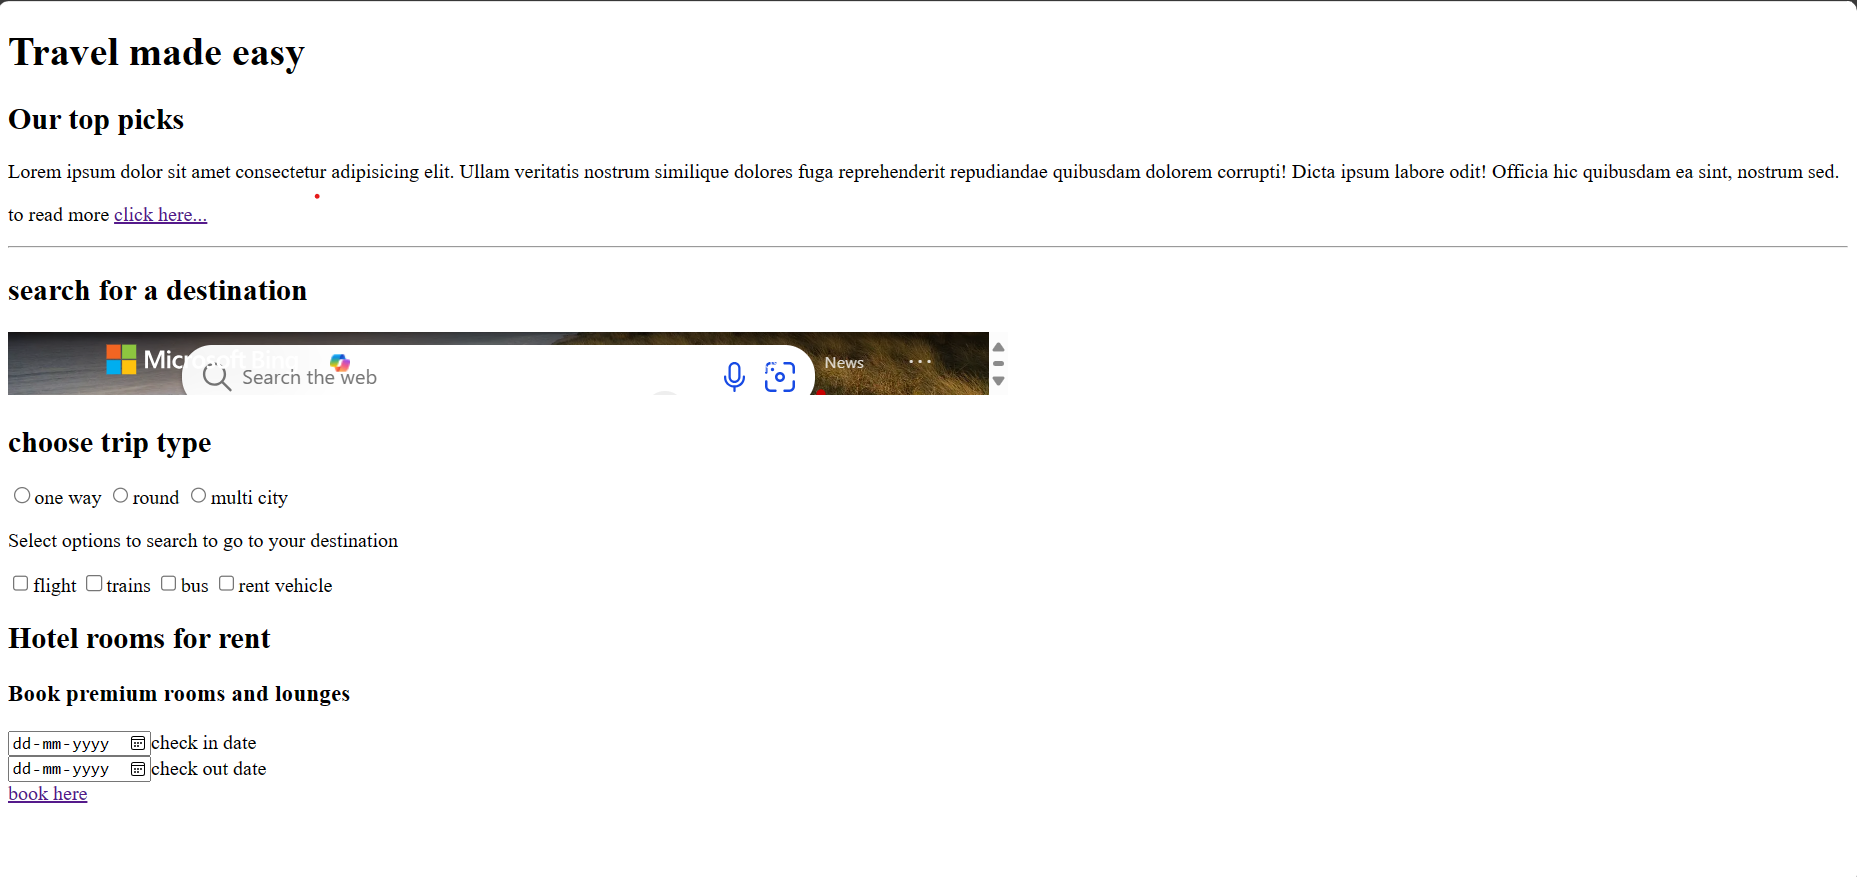 Travel made easy
Our top picks
Lorem ipsum dolor sit amet consectetur adipisicing elit. Ullam veritatis nostrum similique dolores fuga reprehenderit repudiandae quibusdam dolorem corrupti! Dicta ipsum labore odit! Officia hic quibusdam ea sint, nostrum sed.
to read more click here...
search for a destination
Microsoft Bing News ...
Search the web
choose trip type
one way round multi city
Select options to search to go to your destination
flight trains bus rent vehicle
Hotel rooms for rent
Book premium rooms and lounges
dd-mm-yyyy check in date
dd-mm-yyyy check out date
book here